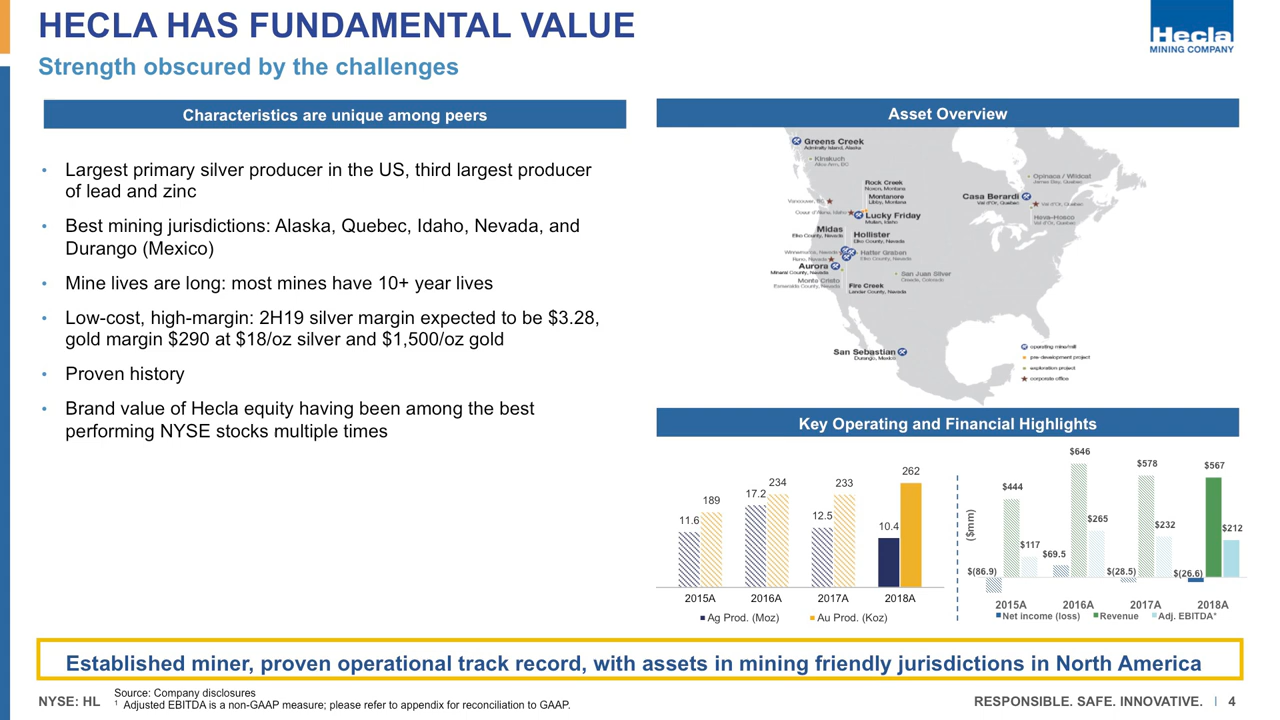 HECLA HAS FUNDAMENTAL VALUE
Strength obscured by the challenges
Hecla
MINING COMPANY
Characteristics are unique among peers
• Largest primary silver producer in the US, third largest producer
of lead and zinc
• Best mining jurisdictions: Alaska, Quebec, Idaho, Nevada, and
Durango (Mexico)
• Mine lives are long: most mines have 10+ year lives
• Low-cost, high-margin: 2H19 silver margin expected to be $3.28,
gold margin $290 at $18/oz silver and $1,500/oz gold
• Proven history
• Brand value of Hecla equity having been among the best
performing NYSE stocks multiple times
Asset Overview
Greens Creek
Admiralty Island, Alaska
Kinskuch
Alice Arm, BC
Rock Creek
Noxon, Montana
Montanore
Libby, Montana
Vancouver, BC
Coeur d'Alene, Idaho
Lucky Friday
Mullan, Idaho
Midas
Elko County, Nevada
Hollister
Elko County, Nevada
Winnemucca, Nevada
Hatter Graben
Elko County, Nevada
Reno, Nevada
Aurora
Mineral County, Nevada
Monte Cristo
Esmeralda County, Nevada
Fire Creek
Lander County, Nevada
San Juan Silver
Creede, Colorado
San Sebastian
Durango, Mexico
Opinaca / Wildcat
James Bay, Quebec
Casa Berardi
Val d'Or, Quebec
Val d'Or, Quebec
Heva-Hosco
Val d'Or, Quebec
operating mine/mill
pre-development project
exploration project
corporate office
Key Operating and Financial Highlights
11.6 189 17.2 234 12.5 233 10.4 262
2015A 2016A 2017A 2018A
Ag Prod. (Moz) Au Prod. (Koz)
($mm)
$(86.9) $444 $117 $69.5 $646 $265 $(28.5) $578 $232 $(26.6) $567 $212
2015A 2016A 2017A 2018A
Net income (loss) Revenue Adj. EBITDA*
Established miner, proven operational track record, with assets in mining friendly jurisdictions in North America
NYSE: HL
Source: Company disclosures
1 Adjusted EBITDA is a non-GAAP measure; please refer to appendix for reconciliation to GAAP.
RESPONSIBLE. SAFE. INNOVATIVE. | 4